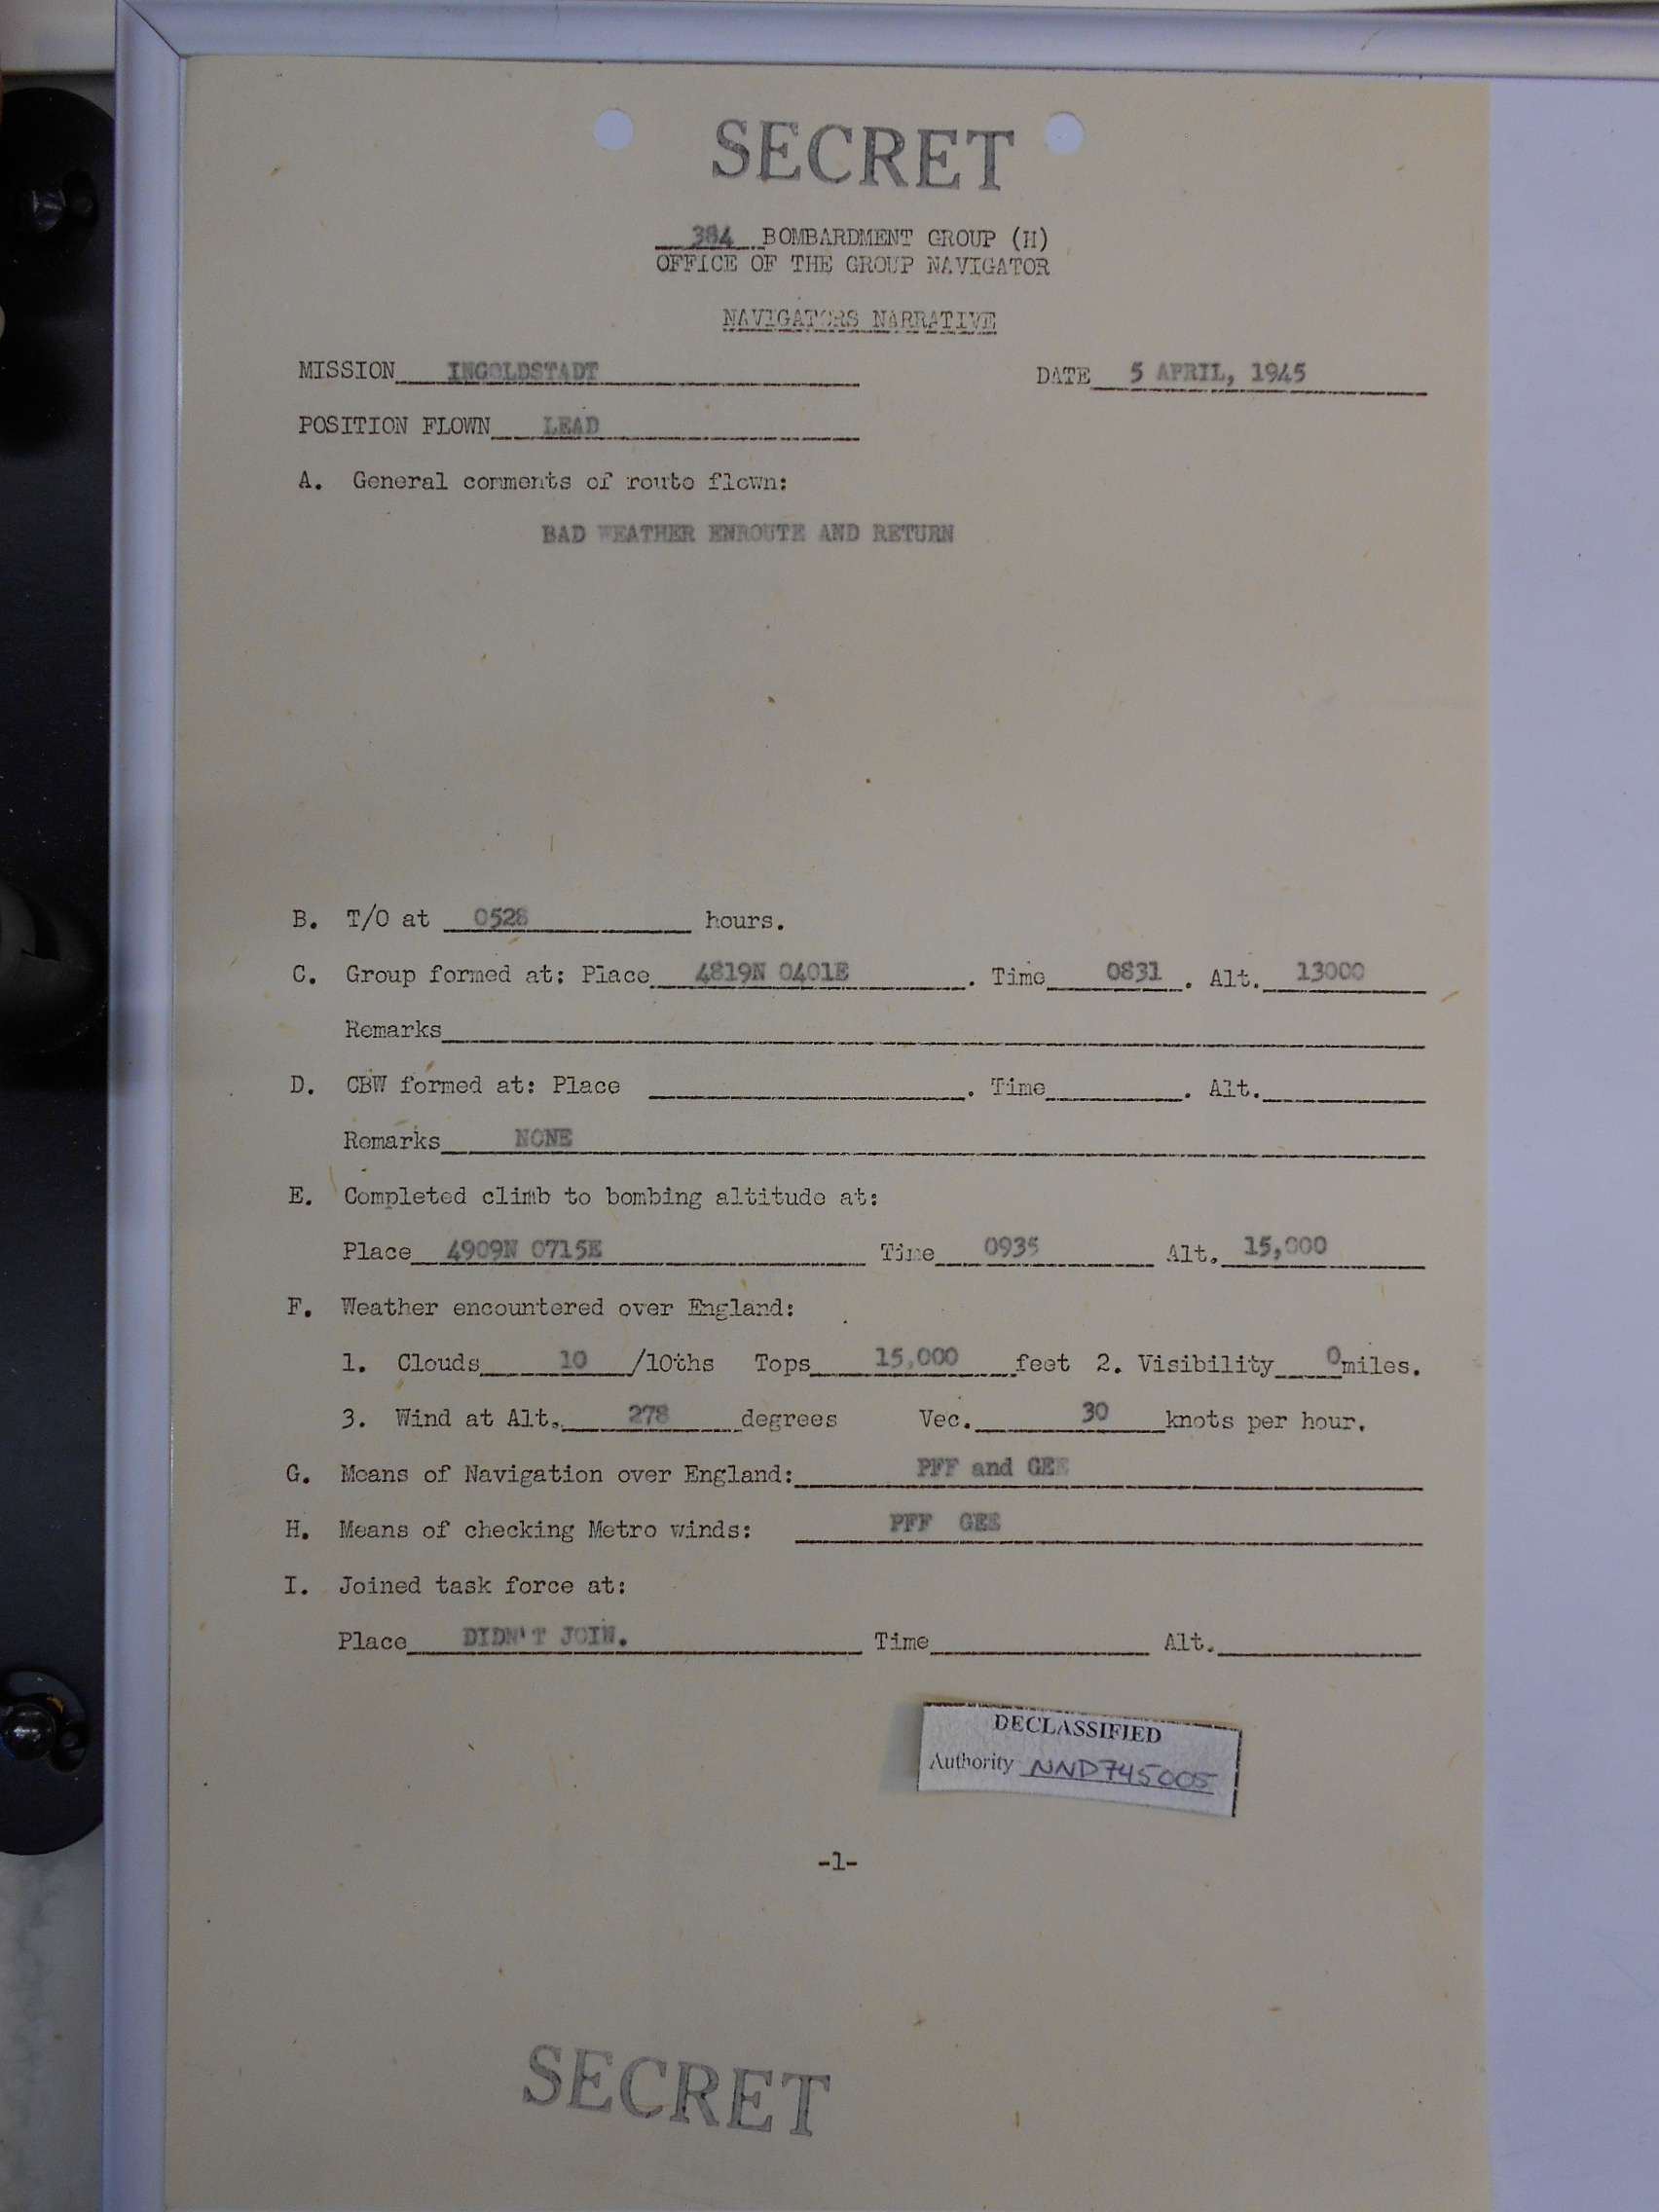 SECRET
384 BOMBARDMENT GROUP (H)
OFFICE OF THE GROUP NAVIGATOR
NAVIGATORS NARRATIVE
MISSION INGOLDSTADT DATE 5 APRIL, 1945
POSITION FLOWN LEAD
A. General comments of route flown:
BAD WEATHER ENROUTE AND RETURN
B. T/O at 0528 hours.
C. Group formed at: Place 4819N 0401E. Time 0831. Alt. 13000
Remarks
D. CBW formed at: Place . Time . Alt.
Remarks NONE
E. Completed climb to bombing altitude at:
Place 4909N 0715E Time 0935 Alt. 15,000
F. Weather encountered over England:
1. Clouds 10 /10ths Tops 15,000 feet 2. Visibility 0 miles.
3. Wind at Alt. 278 degrees Vec. 30 knots per hour.
G. Means of Navigation over England: PFF and GEE
H. Means of checking Metro winds: PFF GEE
I. Joined task force at:
Place DIDN'T JOIN. Time Alt.
DECLASSIFIED
Authority NND745005
-1-
SECRET